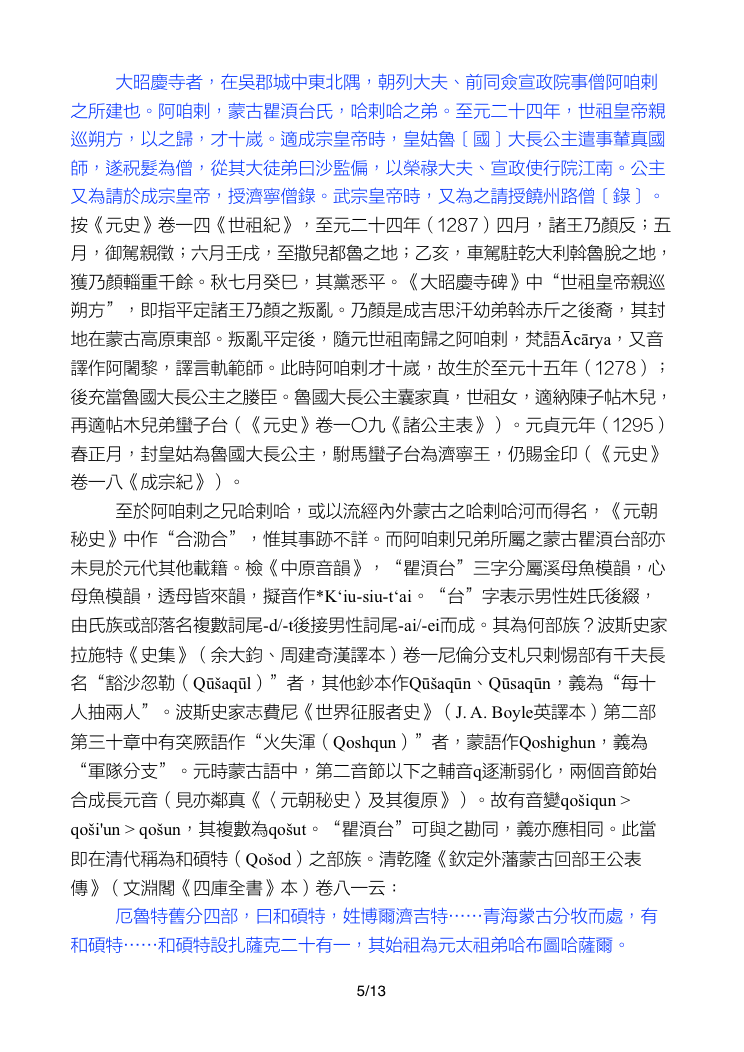 大昭慶寺者，在吳郡城中東北隅，朝列大夫、前同僉宣政院事僧阿咱剌
之所建也。阿咱剌，蒙古瞿湏台氏，哈剌哈之弟。至元二十四年，世祖皇帝親
巡朔方，以之歸，才十嵗。適成宗皇帝時，皇姑魯［國］大長公主遣事輦真國
師，遂祝髮為僧，從其大徒弟曰沙監偏，以榮祿大夫、宣政使行院江南。公主
又為請於成宗皇帝，授濟寧僧錄。武宗皇帝時，又為之請授饒州路僧［錄］。
按《元史》卷一四《世祖紀》，至元二十四年（1287）四月，諸王乃顏反；五
月，御駕親徵；六月壬戌，至撒兒都魯之地；乙亥，車駕駐乾大利斡魯脫之地，
獲乃顏輜重千餘。秋七月癸巳，其黨悉平。《大昭慶寺碑》中“世祖皇帝親巡
朔方”，即指平定諸王乃顏之叛亂。乃顏是成吉思汗幼弟斡赤斤之後裔，其封
地在蒙古高原東部。叛亂平定後，隨元世祖南歸之阿咱剌，梵語Ācārya，又音
譯作阿闍黎，譯言軌範師。此時阿咱剌才十嵗，故生於至元十五年（1278）；
後充當魯國大長公主之媵臣。魯國大長公主囊家真，世祖女，適納陳子帖木兒，
再適帖木兒弟蠻子台（《元史》卷一〇九《諸公主表》）。元貞元年（1295）
春正月，封皇姑為魯國大長公主，駙馬蠻子台為濟寧王，仍賜金印（《元史》
卷一八《成宗紀》）。
至於阿咱剌之兄哈剌哈，或以流經內外蒙古之哈剌哈河而得名，《元朝
秘史》中作“合泐合”，惟其事跡不詳。而阿咱剌兄弟所屬之蒙古瞿湏台部亦
未見於元代其他載籍。檢《中原音韻》，“瞿湏台”三字分屬溪母魚模韻，心
母魚模韻，透母皆來韻，擬音作*K‘iu-siu-t‘ai。“台”字表示男性姓氏後綴，
由氏族或部落名複數詞尾-d/-t後接男性詞尾-ai/-ei而成。其為何部族？波斯史家
拉施特《史集》（余大鈞、周建奇漢譯本）卷一尼倫分支札只剌惕部有千夫長
名“豁沙忽勒（Qūšaqūl）”者，其他鈔本作Qūšaqūn、Qūsaqūn，義為“每十
人抽兩人”。波斯史家志費尼《世界征服者史》（J. A. Boyle英譯本）第二部
第三十章中有突厥語作“火失渾（Qoshqun）”者，蒙語作Qoshighun，義為
“軍隊分支”。元時蒙古語中，第二音節以下之輔音q逐漸弱化，兩個音節始
合成長元音（見亦鄰真《〈元朝秘史〉及其復原》）。故有音變qošiqun >
qoši'un > qošun，其複數為qošut。“瞿湏台”可與之勘同，義亦應相同。此當
即在清代稱為和碩特（Qošod）之部族。清乾隆《欽定外藩蒙古回部王公表
傳》（文淵閣《四庫全書》本）卷八一云：
厄魯特舊分四部，曰和碩特，姓博爾濟吉特⋯⋯青海蒙古分牧而處，有
和碩特⋯⋯和碩特設扎薩克二十有一，其始祖為元太祖弟哈布圖哈薩爾。
5/13